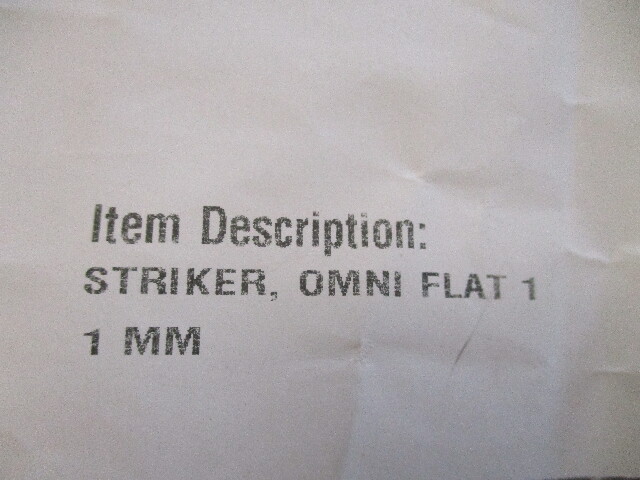 Item Description:
STRIKER, OMNI FLAT 1
1 MM